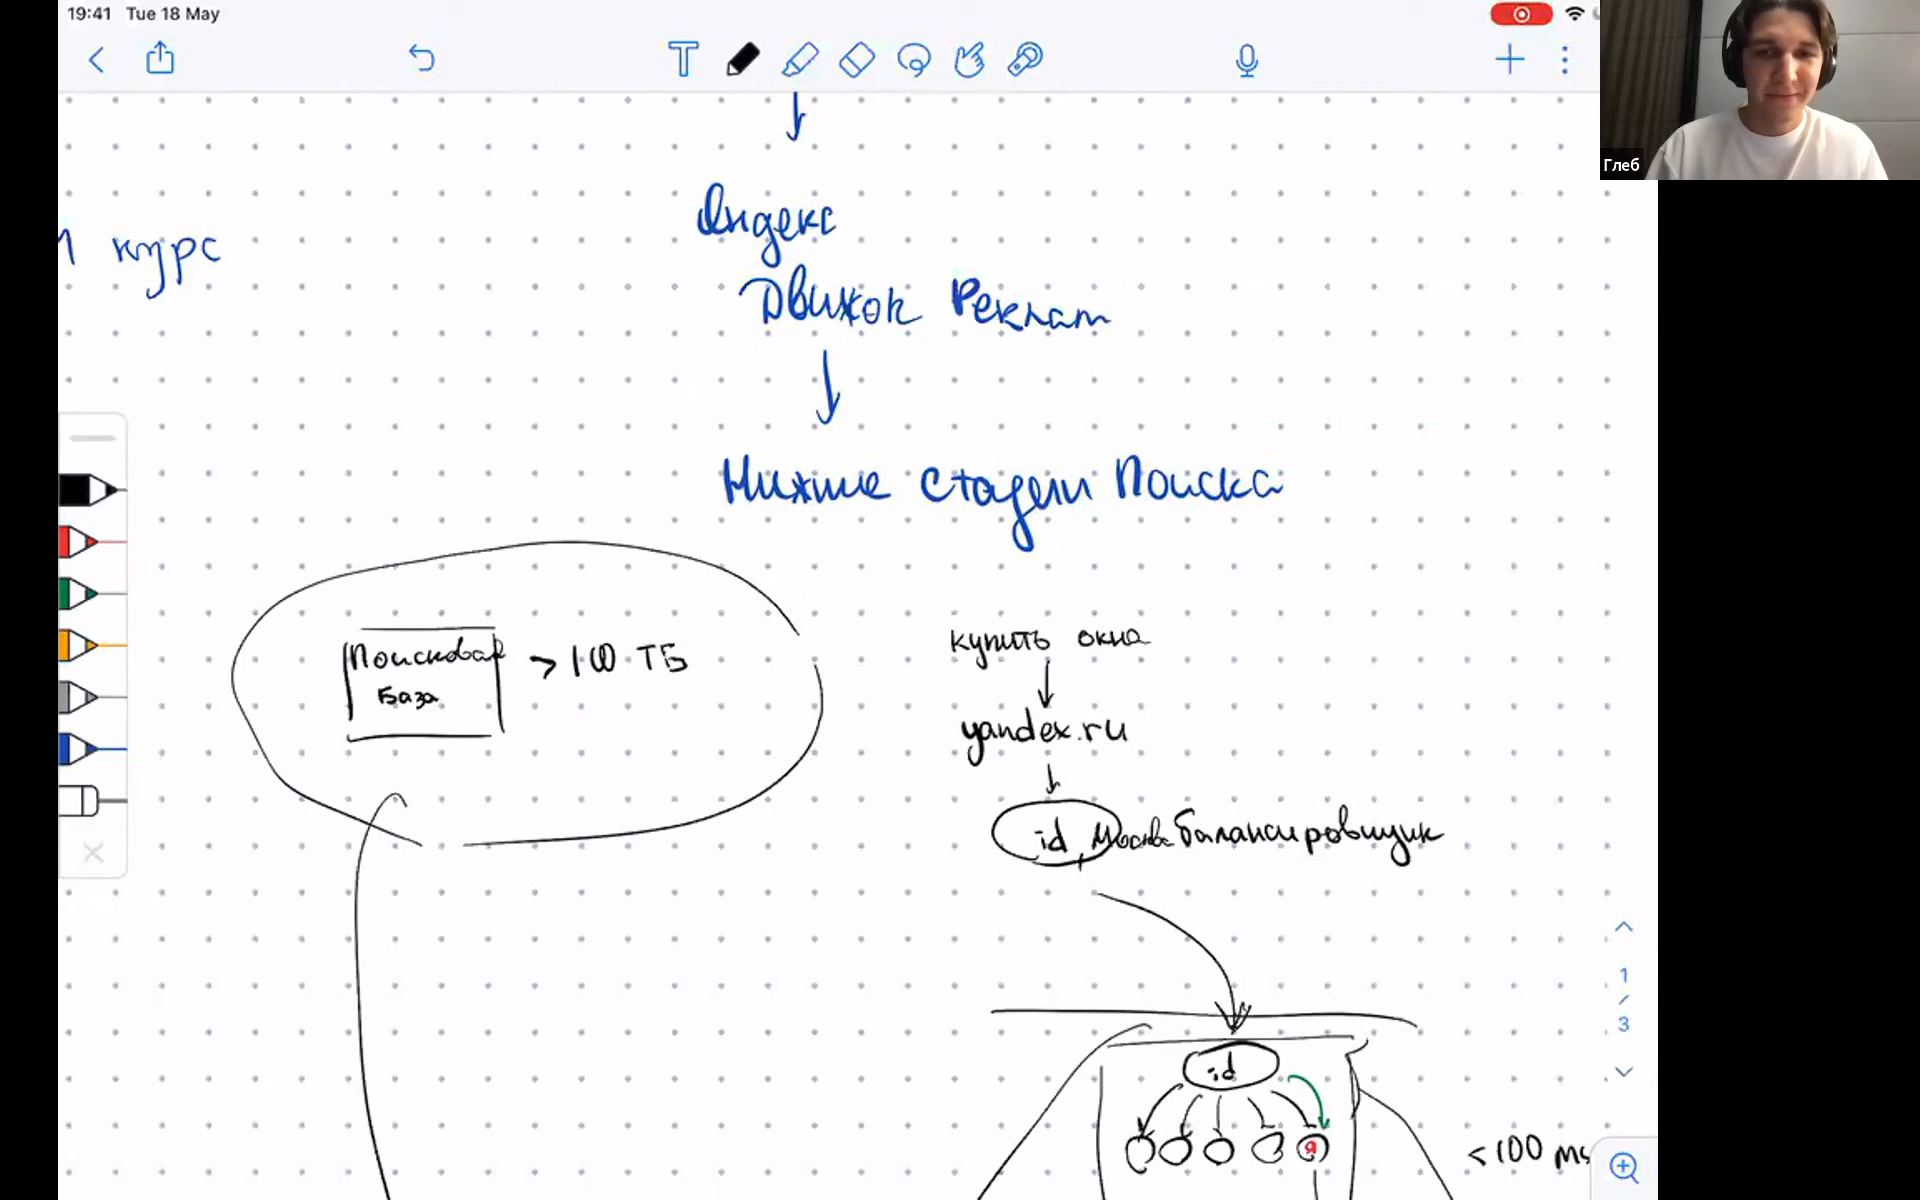 19:41 Tue 18 May
Глеб
Яндекс
1 курс
Движок Реклам
Нижние стадии Поиска
Поисковая > 100 ТБ
База
купить окна
yandex.ru
id, Москва балансировщик
1
/
3
id
Я
< 100 ms